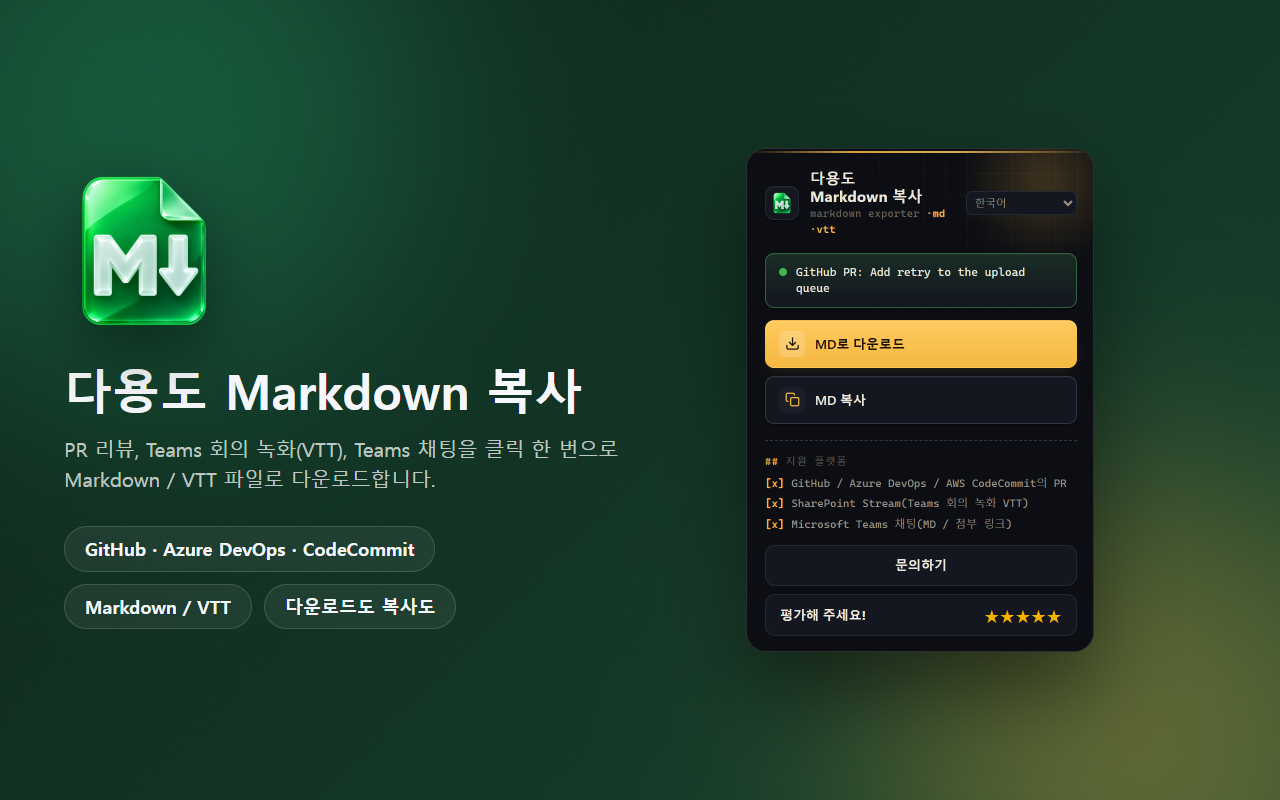 M↓
다용도 Markdown 복사
PR 리뷰, Teams 회의 녹화(VTT), Teams 채팅을 클릭 한 번으로
Markdown / VTT 파일로 다운로드합니다.
GitHub · Azure DevOps · CodeCommit
Markdown / VTT
다운로드도 복사도
M↓
다용도
Markdown 복사
markdown exporter ·md
·vtt
한국어
GitHub PR: Add retry to the upload
queue
MD로 다운로드
MD 복사
## 지원 플랫폼
[x] GitHub / Azure DevOps / AWS CodeCommit의 PR
[x] SharePoint Stream(Teams 회의 녹화 VTT)
[x] Microsoft Teams 채팅(MD / 첨부 링크)
문의하기
평가해 주세요!
★★★★★